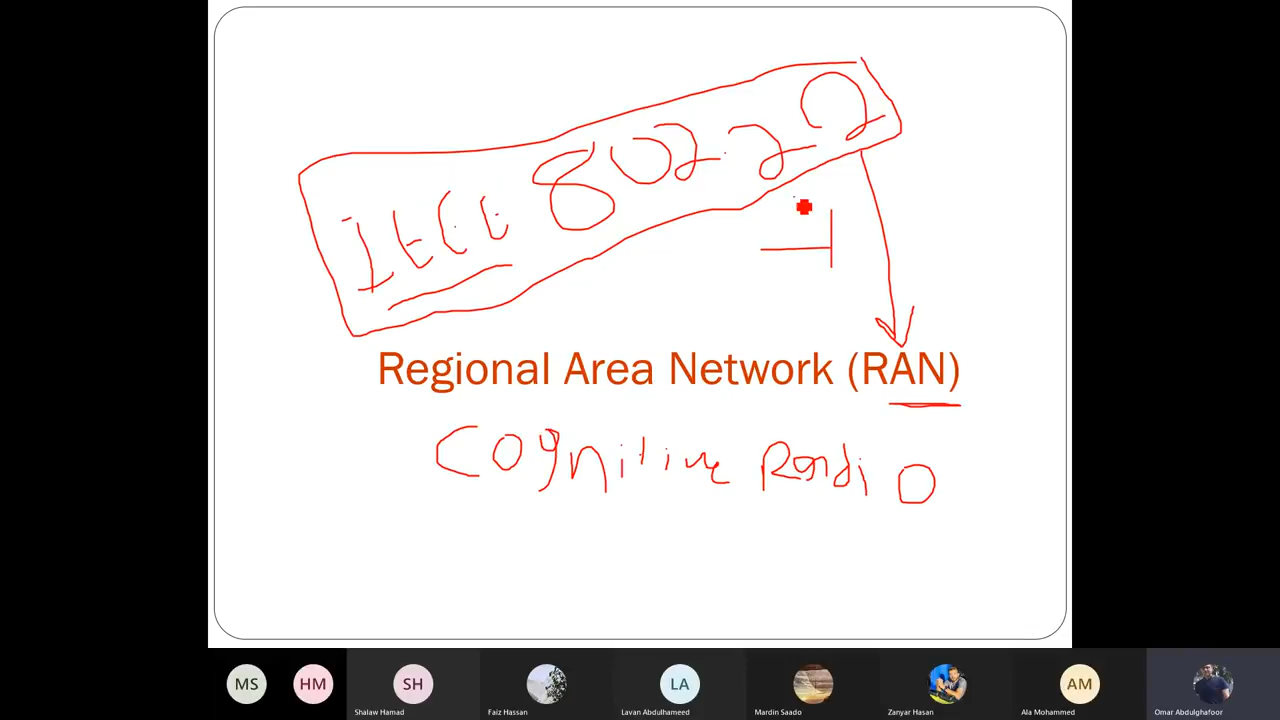 IEEE 802.22
Regional Area Network (RAN)
Cognitive Radio
MS HM SH LA AM
Shalaw Hamad Faiz Hassan Lavan Abdulhameed Mardin Saado Zanyar Hasan Ala Mohammed Omar Abdulghafoor